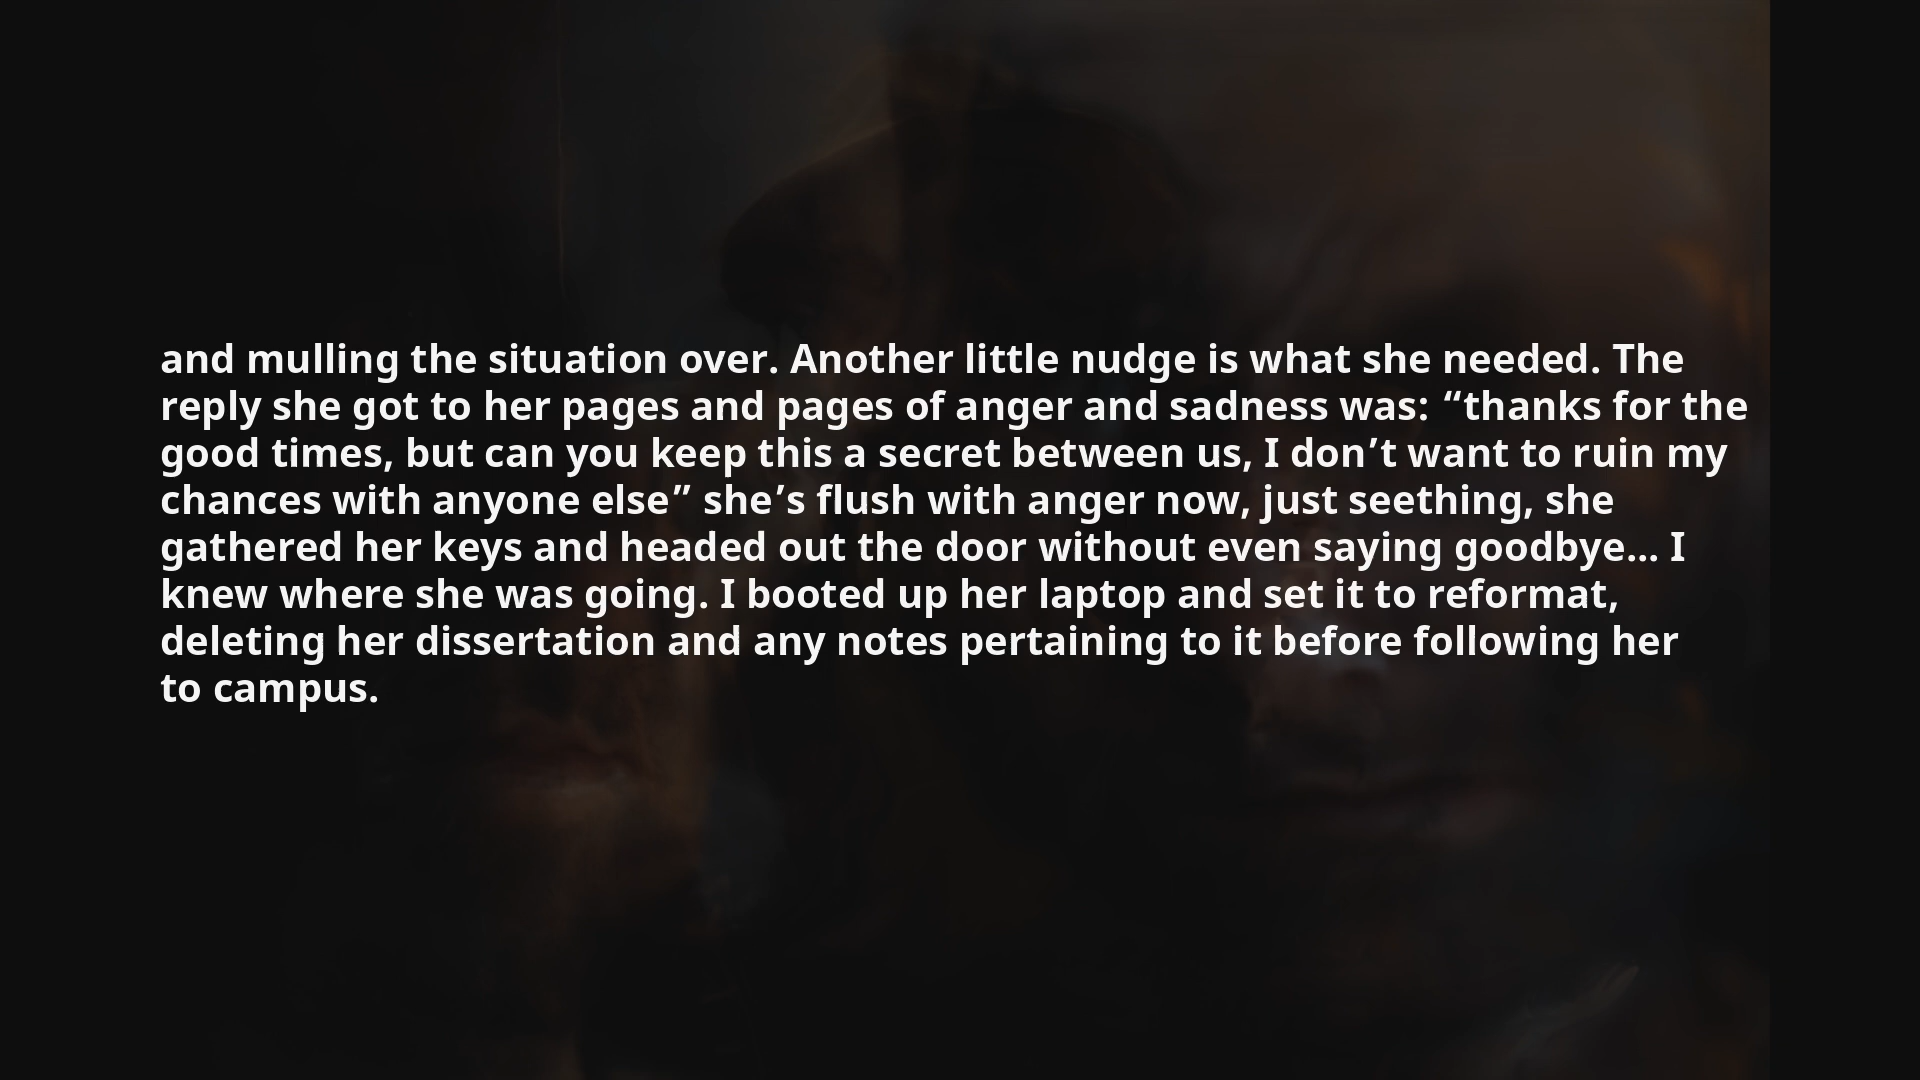 and mulling the situation over. Another little nudge is what she needed. The
reply she got to her pages and pages of anger and sadness was: “thanks for the
good times, but can you keep this a secret between us, I don’t want to ruin my
chances with anyone else” she’s flush with anger now, just seething, she
gathered her keys and headed out the door without even saying goodbye... I
knew where she was going. I booted up her laptop and set it to reformat,
deleting her dissertation and any notes pertaining to it before following her
to campus.